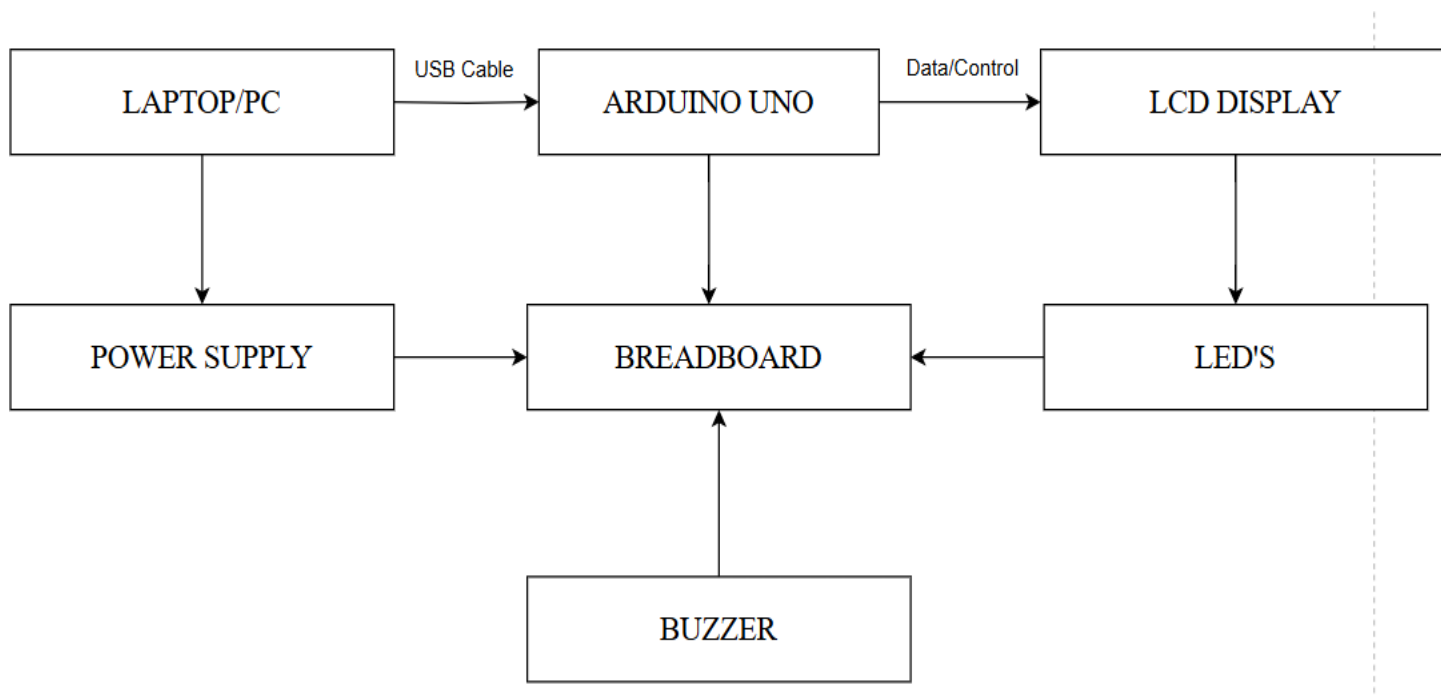 USB Cable
Data/Control
LAPTOP/PC
ARDUINO UNO
LCD DISPLAY
POWER SUPPLY
BREADBOARD
LED'S
BUZZER